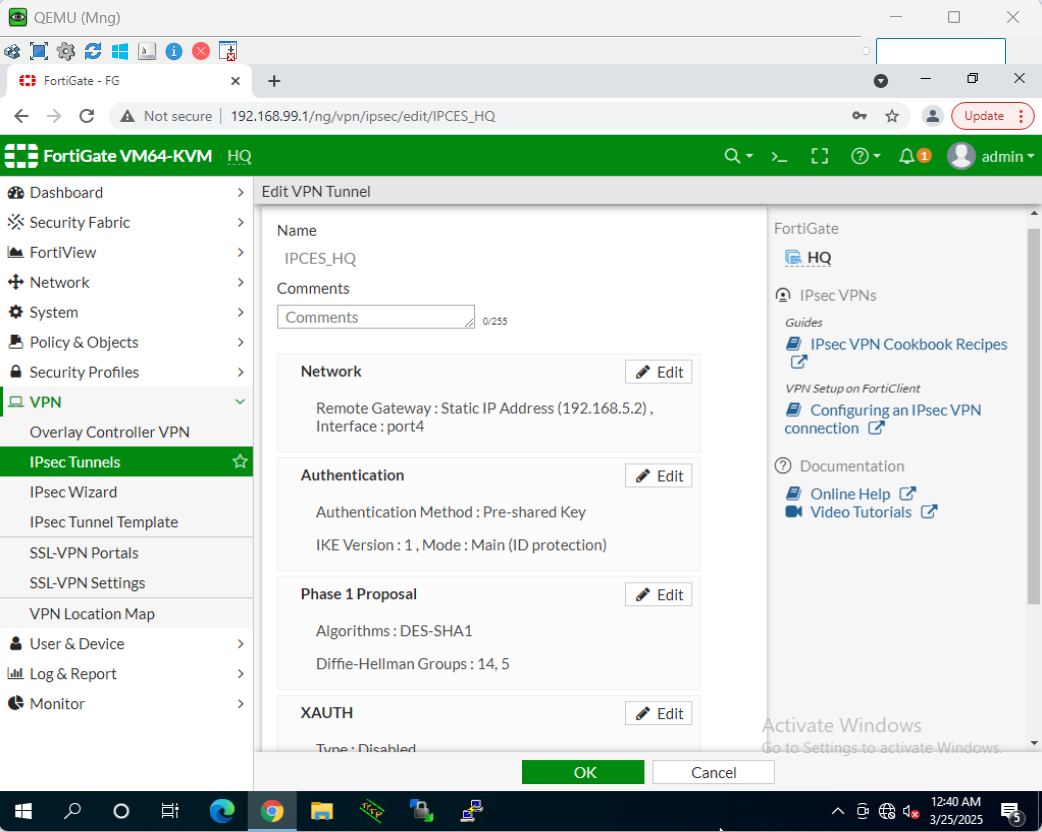 QEMU (Mng)
FortiGate - FG
Not secure
192.168.99.1/ng/vpn/ipsec/edit/IPCES_HQ
Update
FortiGate VM64-KVM HQ
1
admin
Dashboard
Security Fabric
FortiView
Network
System
Policy & Objects
Security Profiles
VPN
Overlay Controller VPN
IPsec Tunnels
IPsec Wizard
IPsec Tunnel Template
SSL-VPN Portals
SSL-VPN Settings
VPN Location Map
User & Device
Log & Report
Monitor
Edit VPN Tunnel
Name
IPCES_HQ
Comments
Comments
0/255
Network
Edit
Remote Gateway : Static IP Address (192.168.5.2) ,
Interface : port4
Authentication
Edit
Authentication Method : Pre-shared Key
IKE Version : 1 , Mode : Main (ID protection)
Phase 1 Proposal
Edit
Algorithms : DES-SHA1
Diffie-Hellman Groups : 14, 5
XAUTH
Edit
Type : Disabled
OK
Cancel
FortiGate
HQ
IPsec VPNs
Guides
IPsec VPN Cookbook Recipes
VPN Setup on FortiClient
Configuring an IPsec VPN
connection
Documentation
Online Help
Video Tutorials
Activate Windows
Go to Settings to activate Windows.
12:40 AM
3/25/2025
5